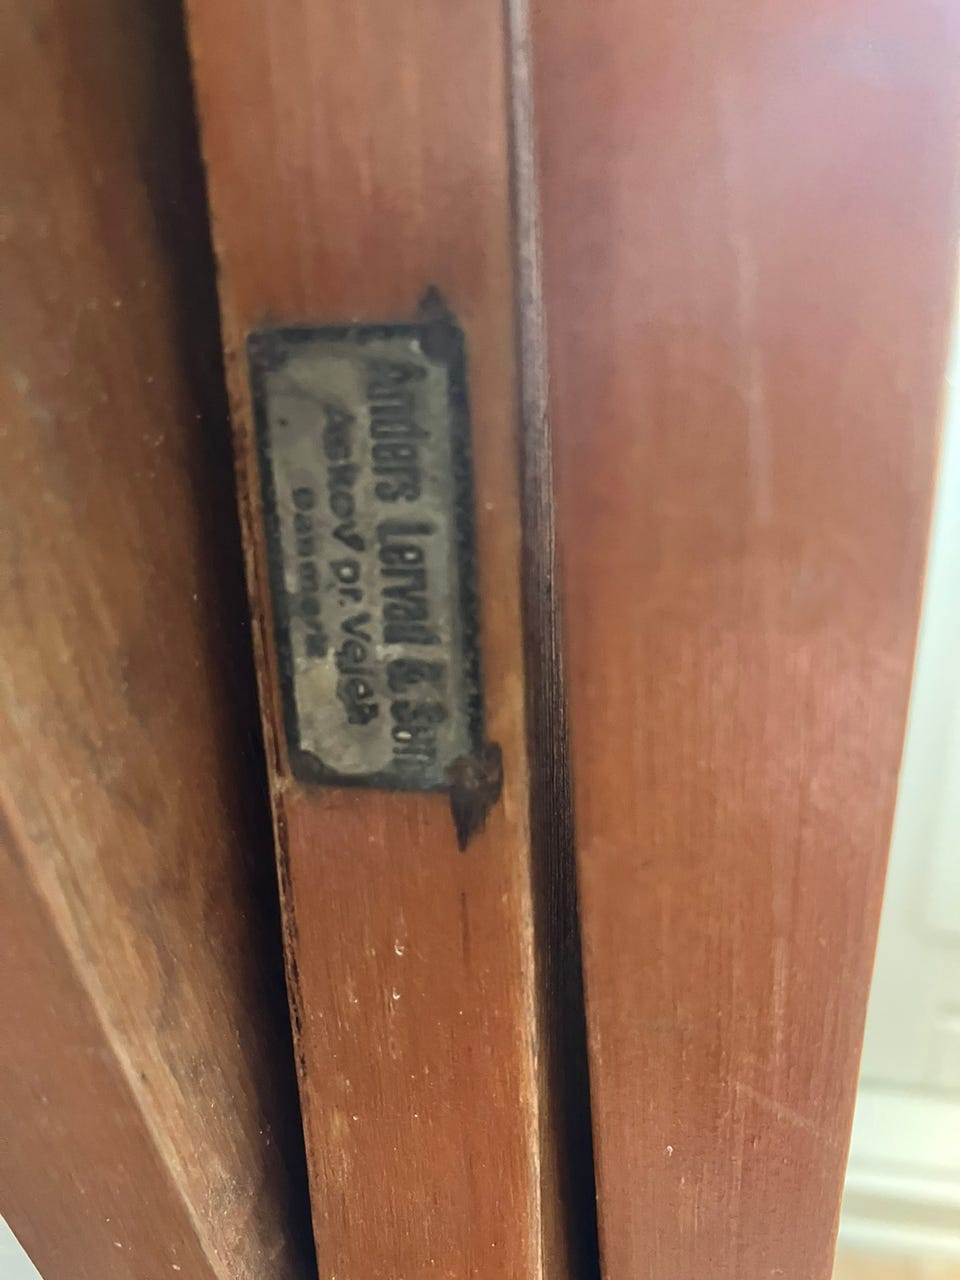 Anders Lervad & Søn
Askov pr. Vejen
Danmark